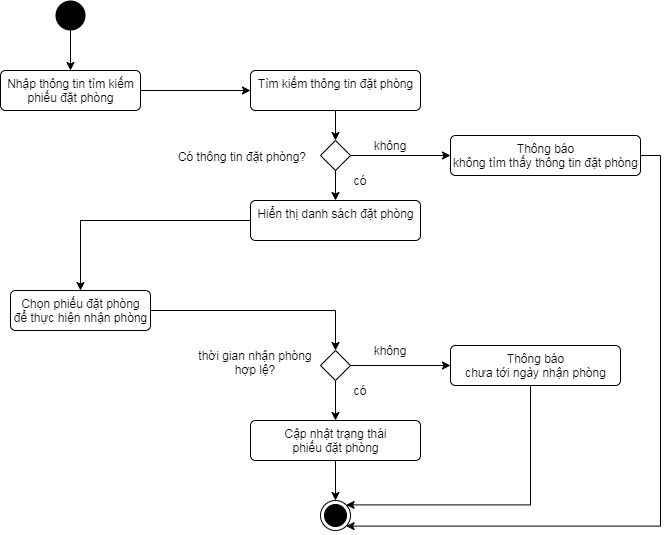 Nhập thông tin tìm kiếm
phiếu đặt phòng
Tìm kiếm thông tin đặt phòng
Có thông tin đặt phòng?
không
Thông báo
không tìm thấy thông tin đặt phòng
có
Hiển thị danh sách đặt phòng
Chọn phiếu đặt phòng
để thực hiện nhận phòng
thời gian nhận phòng
hợp lệ?
không
Thông báo
chưa tới ngày nhận phòng
có
Cập nhật trạng thái
phiếu đặt phòng